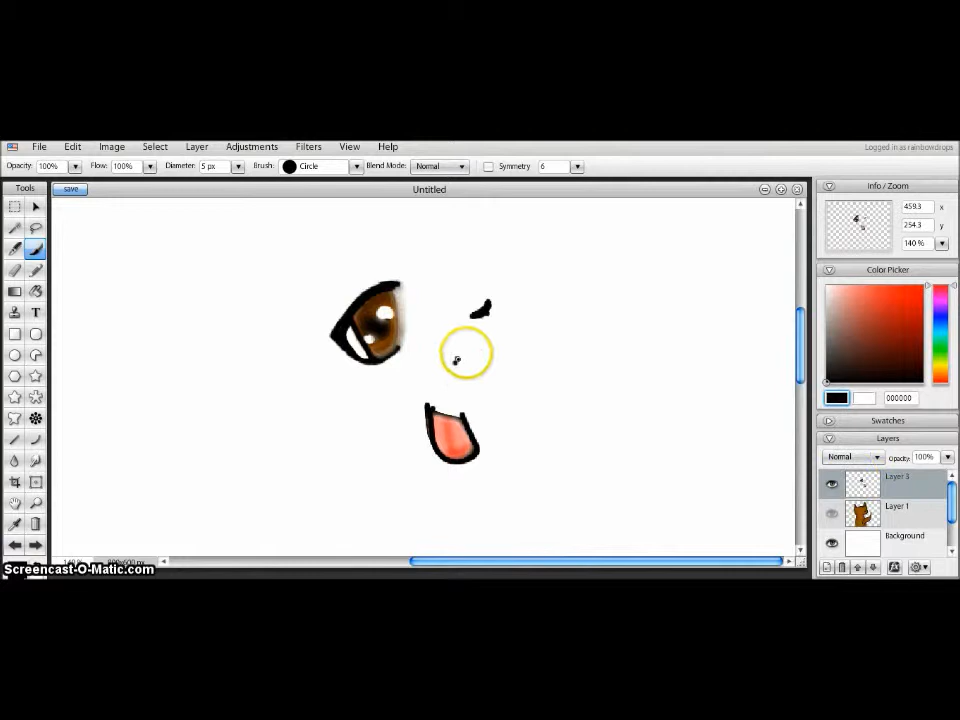 File Edit Image Select Layer Adjustments Filters View Help Logged in as rainbowdrops
Opacity: 100% Flow: 100% Diameter: 5 px Brush: Circle Blend Mode: Normal Symmetry 6
Tools save Untitled Info / Zoom
459.3 x
254.3 y
140 %
Color Picker
000000
Swatches
Layers
Normal Opacity: 100%
Layer 3
Layer 1
Background
Screencast-O-Matic.com